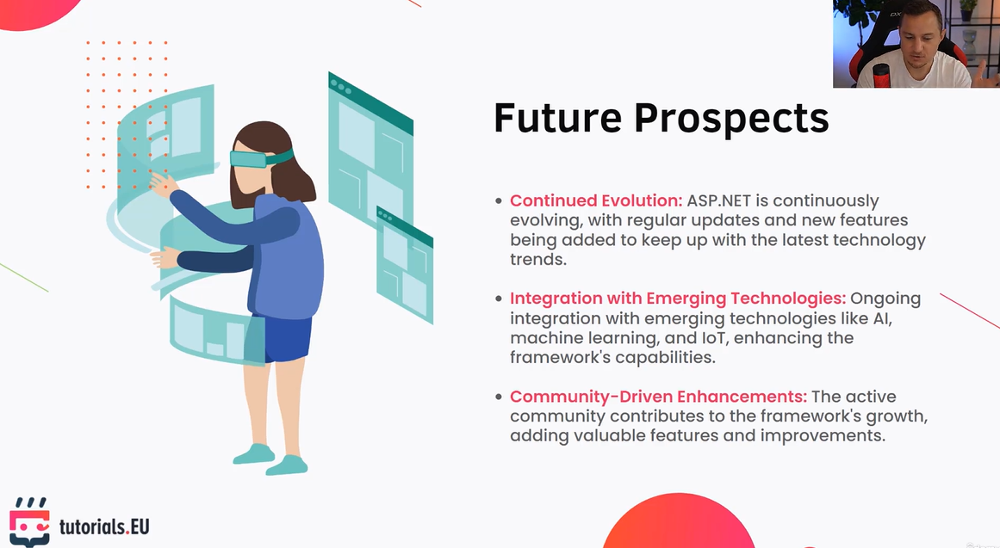 DX
Future Prospects
• Continued Evolution: ASP.NET is continuously
evolving, with regular updates and new features
being added to keep up with the latest technology
trends.
• Integration with Emerging Technologies: Ongoing
integration with emerging technologies like AI,
machine learning, and IoT, enhancing the
framework's capabilities.
• Community-Driven Enhancements: The active
community contributes to the framework's growth,
adding valuable features and improvements.
tutorials.EU